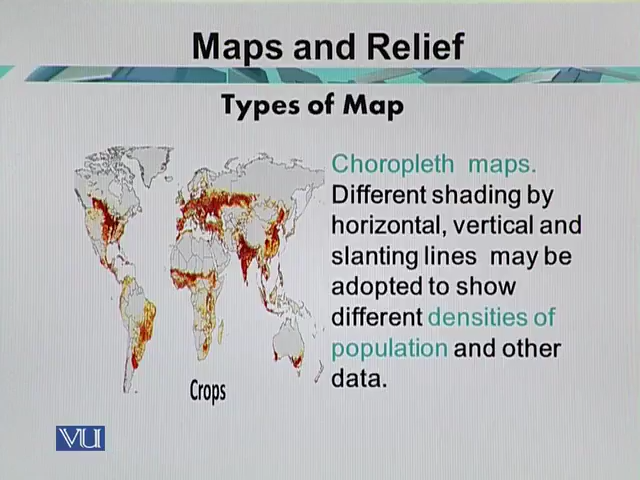 Maps and Relief
Types of Map
Choropleth maps.
Different shading by
horizontal, vertical and
slanting lines may be
adopted to show
different densities of
population and other
data.
Crops
VU